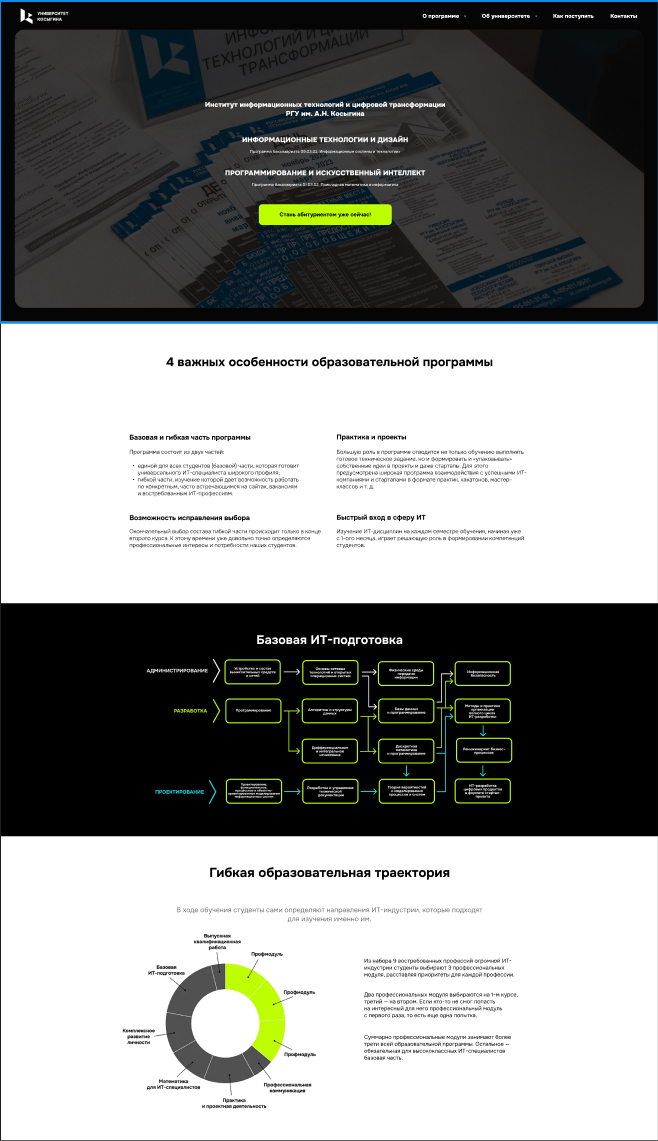 УНИВЕРСИТЕТ
КОСЫГИНА
О программе
Об университете
Как поступить
Контакты
ИНФОРМАЦИОННЫХ
ТЕХНОЛОГИЙ И ЦИФРОВОЙ
ТРАНСФОРМАЦИИ
Институт информационных технологий и цифровой трансформации
РГУ им. А.Н. Косыгина
ИНФОРМАЦИОННЫЕ ТЕХНОЛОГИИ И ДИЗАЙН
Программа бакалавриата 09.03.02. Информационные системы и технологии
ПРОГРАММИРОВАНИЕ И ИСКУССТВЕННЫЙ ИНТЕЛЛЕКТ
Программа бакалавриата 01.03.02. Прикладная математика и информатика
Стань абитуриентом уже сейчас!
4 важных особенности образовательной программы
Базовая и гибкая часть программы
Программа состоит из двух частей:
• единой для всех студентов (базовой) части, которая готовит
универсального ИТ-специалиста широкого профиля,
• гибкой части, изучение которой дает возможность работать
по конкретным, часто встречающимся на сайтах, вакансиям
и востребованным ИТ-профессиям.
Практика и проекты
Большую роль в программе отводится не только обучению выполнять
готовое техническое задание, но и формировать и «упаковывать»
собственные идеи в проекты и даже стартапы. Для этого
предусмотрена широкая программа взаимодействия с успешными ИТ-
компаниями и стартапами в формате практик, хакатонов, мастер-
классов и т. д.
Возможность исправления выбора
Окончательный выбор состава гибкой части происходит только в конце
второго курса. К этому времени уже довольно точно определяются
профессиональные интересы и потребности наших студентов.
Быстрый вход в сферу ИТ
Изучение ИТ-дисциплин на каждом семестре обучения, начиная уже
с 1-ого месяца, играет решающую роль в формировании компетенций
студентов.
Базовая ИТ-подготовка
АДМИНИСТРИРОВАНИЕ
Устройство и состав
вычислительных средств
и сетей
Основы сетевых
технологий и открытых
операционных систем
Физические среды
передачи
информации
Информационная
безопасность
РАЗРАБОТКА
Программирование
Алгоритмы и структуры
данных
Базы данных
и программирование
Методы и практика
организации
полного цикла
ИТ-разработки
Дифференциальное
и интегральное
исчисление
Дискретная
математика
и программирование
Реинжиниринг бизнес-
процессов
ПРОЕКТИРОВАНИЕ
Проектирование,
функциональное,
процессное и объектно-
ориентированное моделирование
информационных систем
Разработка и управление
технической
документацией
Теория вероятностей
и моделирование
процессов и систем
ИТ-разработка
цифровых продуктов
в формате стартап-
проекта
Гибкая образовательная траектория
В ходе обучения студенты сами определяют направления ИТ-индустрии, которые подходят
для изучения именно им.
Выпускная
квалификационная
работа
Профмодуль
Базовая
ИТ-подготовка
Профмодуль
Комплексное
развитие
личности
Профмодуль
Математика
для ИТ-специалистов
Профессиональная
коммуникация
Практика
и проектная деятельность
Из набора 9 востребованных профессий огромной ИТ-
индустрии студенты выбирают 3 профессиональных
модуля, расставляя приоритеты для каждой профессии.
Два профессиональных модуля выбираются на 1-м курсе,
третий — на втором. Если кто-то не смог попасть
на интересный для него профессиональный модуль
с первого раза, то есть еще одна попытка.
Суммарно профессиональные модули занимают более
трети всей образовательной программы. Остальное —
обязательная для высококлассных ИТ-специалистов
базовая часть.